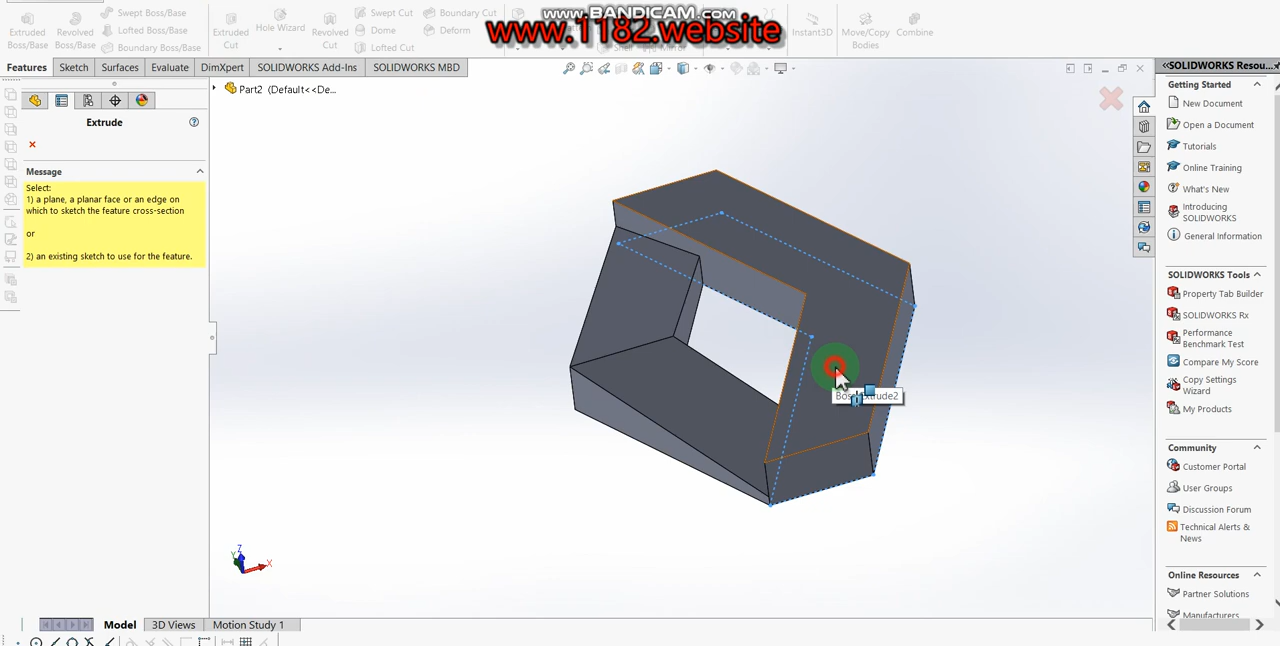 www.BANDICAM.com
www.1182.website
Extruded Boss/Base
Revolved Boss/Base
Swept Boss/Base
Lofted Boss/Base
Boundary Boss/Base
Extruded Cut
Hole Wizard
Revolved Cut
Swept Cut
Dome
Lofted Cut
Boundary Cut
Deform
Shell
Mirror
Instant3D
Move/Copy Bodies
Combine
Features
Sketch
Surfaces
Evaluate
DimXpert
SOLIDWORKS Add-Ins
SOLIDWORKS MBD
Part2 (Default<<De...
Extrude
Message
Select:
1) a plane, a planar face or an edge on
which to sketch the feature cross-section
or
2) an existing sketch to use for the feature.
Boss-Extrude2
Z
Y
X
SOLIDWORKS Resou...
Getting Started
New Document
Open a Document
Tutorials
Online Training
What's New
Introducing
SOLIDWORKS
General Information
SOLIDWORKS Tools
Property Tab Builder
SOLIDWORKS Rx
Performance
Benchmark Test
Compare My Score
Copy Settings
Wizard
My Products
Community
Customer Portal
User Groups
Discussion Forum
Technical Alerts &
News
Online Resources
Partner Solutions
Manufacturers
Model
3D Views
Motion Study 1